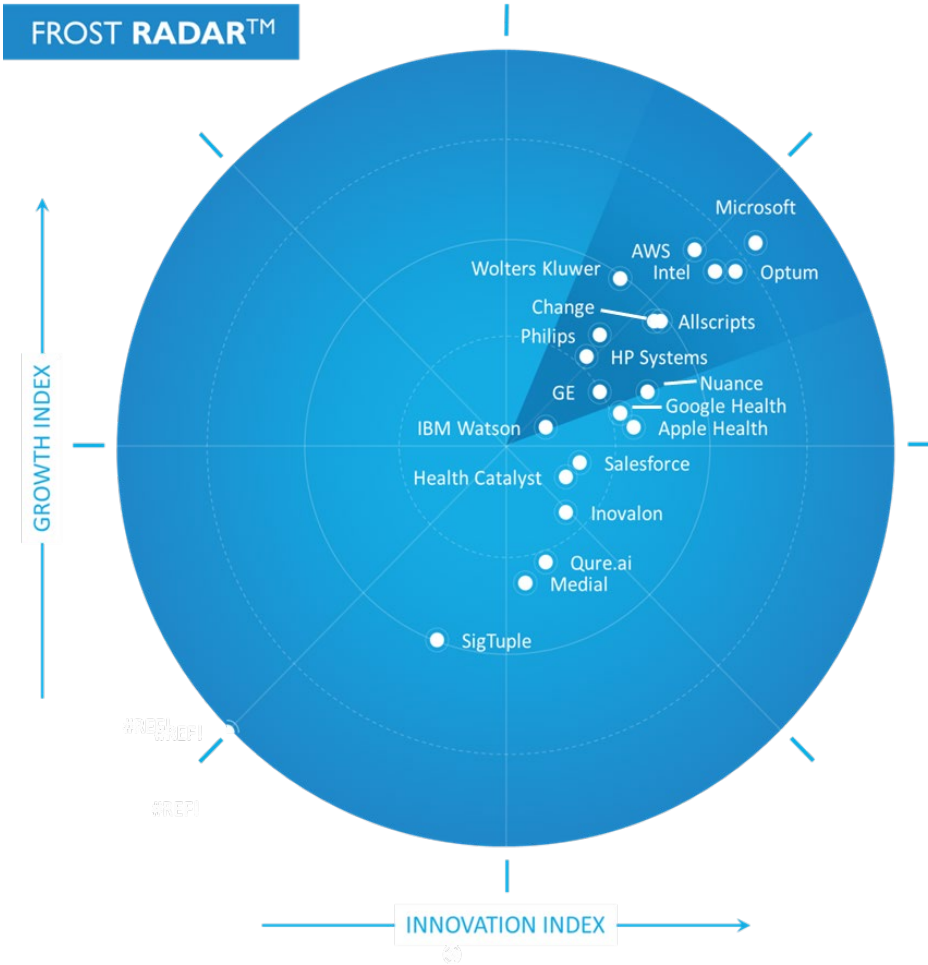 FROST RADAR™
Microsoft
AWS
Wolters Kluwer
Intel
Optum
Change
Allscripts
Philips
HP Systems
GE
Nuance
Google Health
IBM Watson
Apple Health
Salesforce
Health Catalyst
Inovalon
Qure.ai
Medial
SigTuple
GROWTH INDEX
INNOVATION INDEX